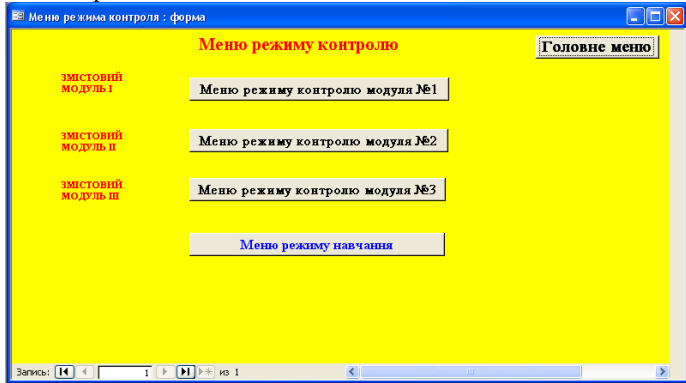 Меню режима контроля : форма
Меню режиму контролю
Головне меню
ЗМІСТОВИЙ
МОДУЛЬ І
Меню режиму контролю модуля №1
ЗМІСТОВИЙ
МОДУЛЬ ІІ
Меню режиму контролю модуля №2
ЗМІСТОВИЙ
МОДУЛЬ ІІІ
Меню режиму контролю модуля №3
Меню режиму навчання
Запись: 1 из 1